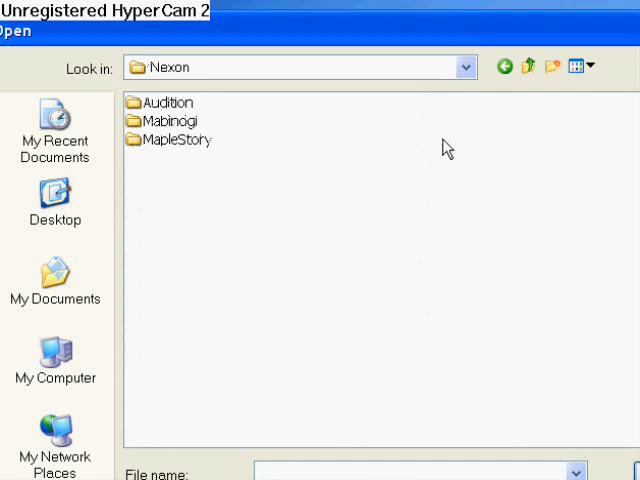 Unregistered HyperCam 2
Open
Look in:
Nexon
Audition
Mabinogi
MapleStory
My Recent
Documents
Desktop
My Documents
My Computer
My Network
Places
File name: